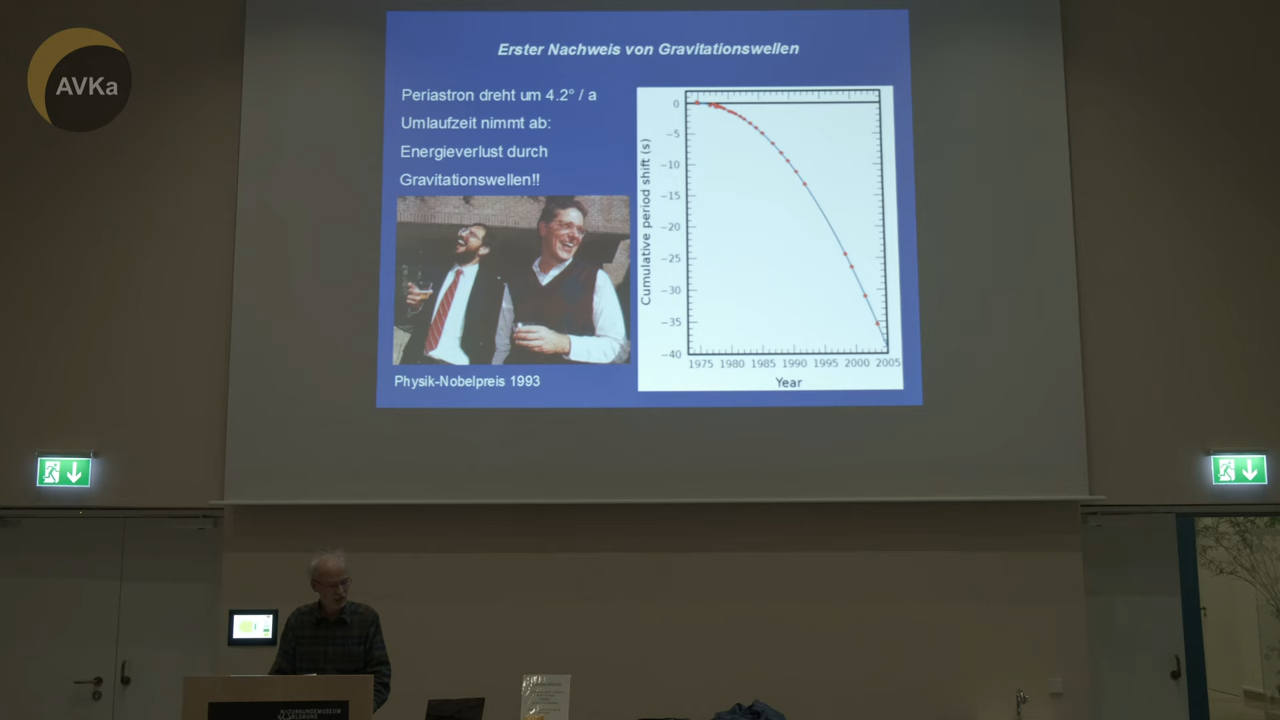 AVKa
Erster Nachweis von Gravitationswellen
Periastron dreht um 4.2° / a
Umlaufzeit nimmt ab:
Energieverlust durch
Gravitationswellen!!
Physik-Nobelpreis 1993
Cumulative period shift (s)
0
−5
−10
−15
−20
−25
−30
−35
−40
1975 1980 1985 1990 1995 2000 2005
Year
NATURKUNDEMUSEUM
KARLSRUHE